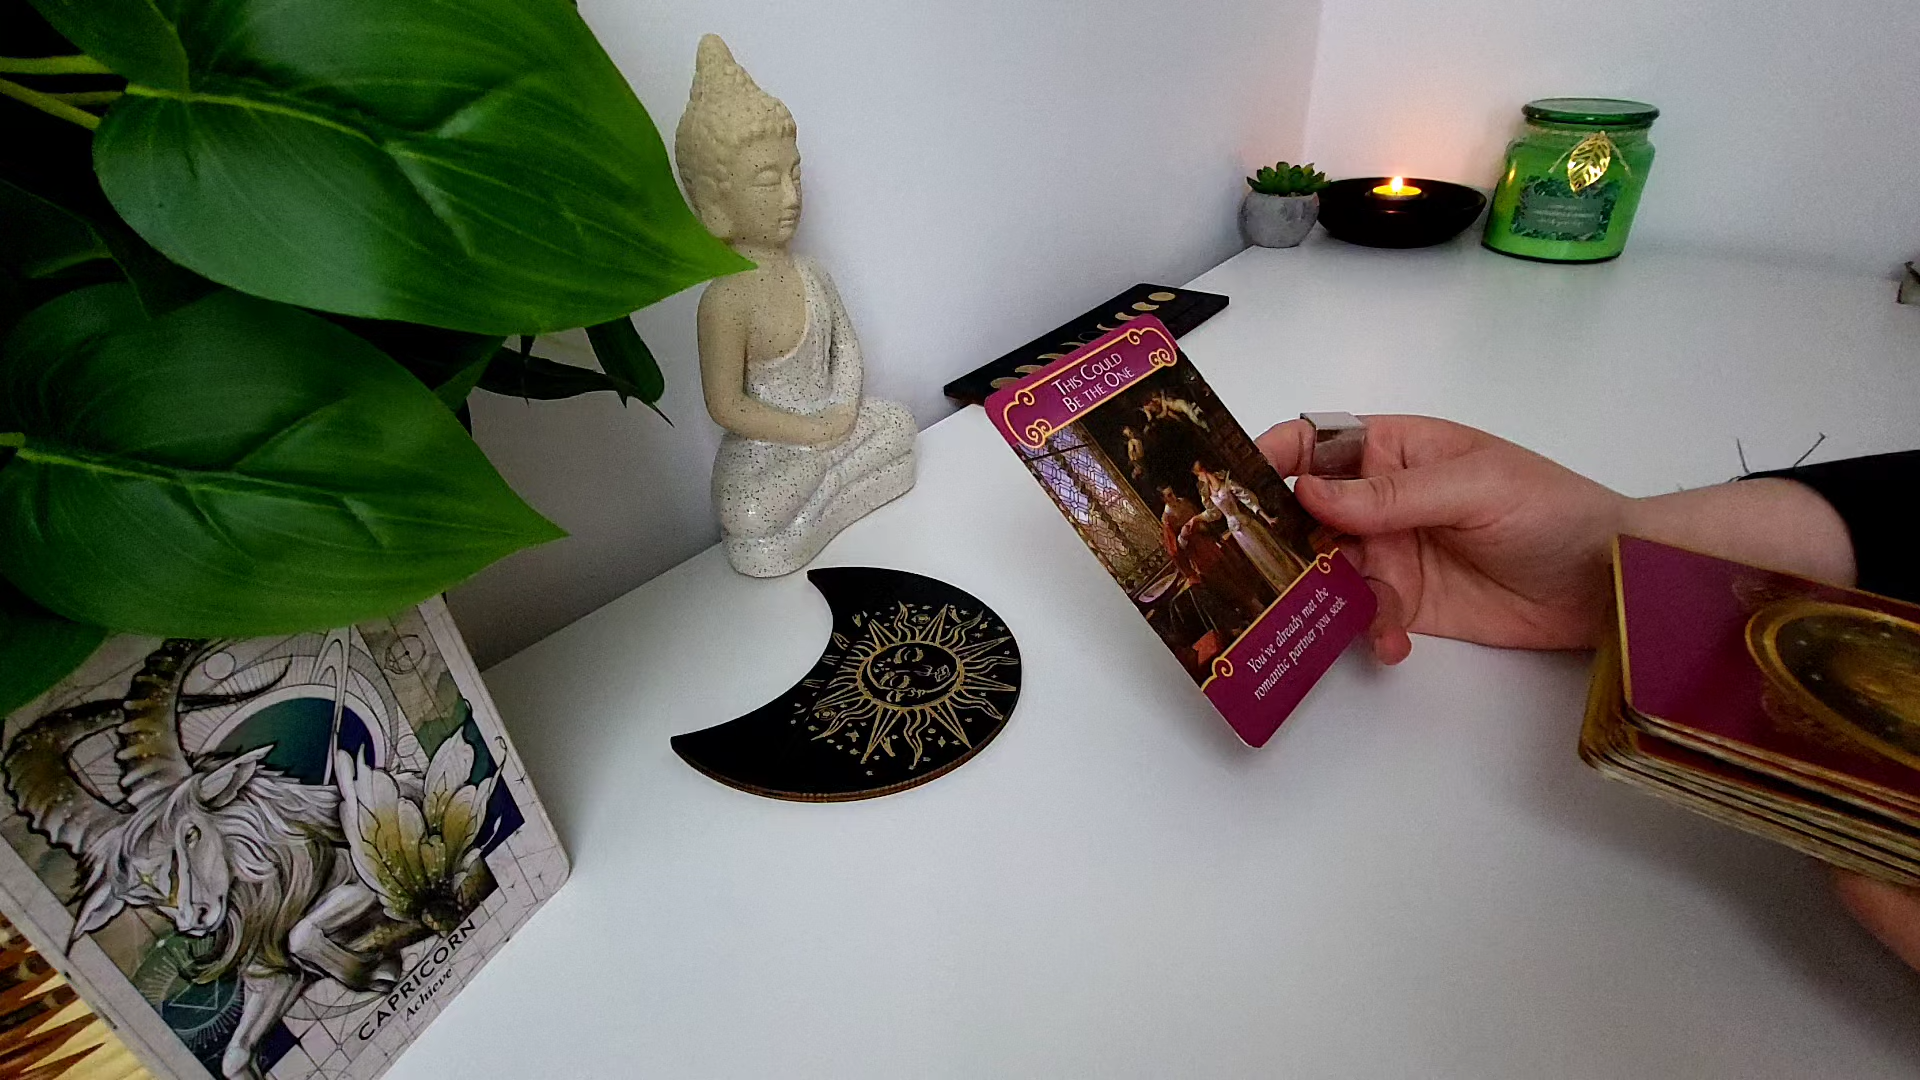 This Could
Be the One
You've already met the
romantic partner you seek.
CAPRICORN
Achieve